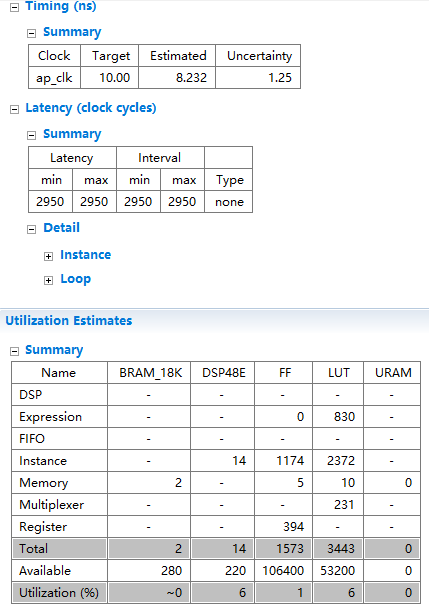 Timing (ns)
Summary
Clock Target Estimated Uncertainty
ap_clk 10.00 8.232 1.25
Latency (clock cycles)
Summary
Latency Interval
min max min max Type
2950 2950 2950 2950 none
Detail
Instance
Loop
Utilization Estimates
Summary
Name BRAM_18K DSP48E FF LUT URAM
DSP - - - - -
Expression - - 0 830 -
FIFO - - - - -
Instance - 14 1174 2372 -
Memory 2 - 5 10 0
Multiplexer - - - 231 -
Register - - 394 - -
Total 2 14 1573 3443 0
Available 280 220 106400 53200 0
Utilization (%) ~0 6 1 6 0